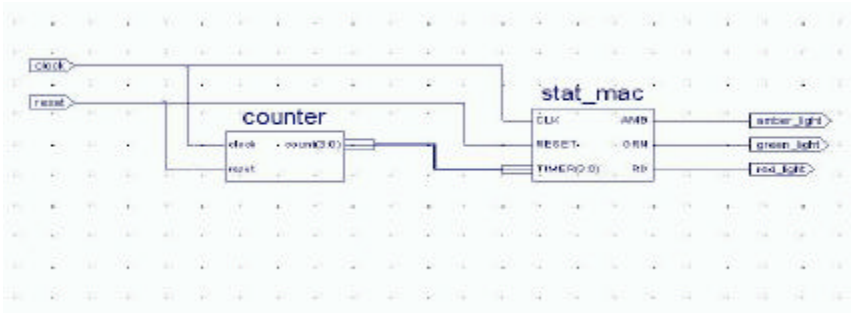 clock
reset
counter
clock count(3:0)
reset
stat_mac
CLK AMB
RESET GRN
TIMER(3:0) RD
amber_light
green_light
red_light